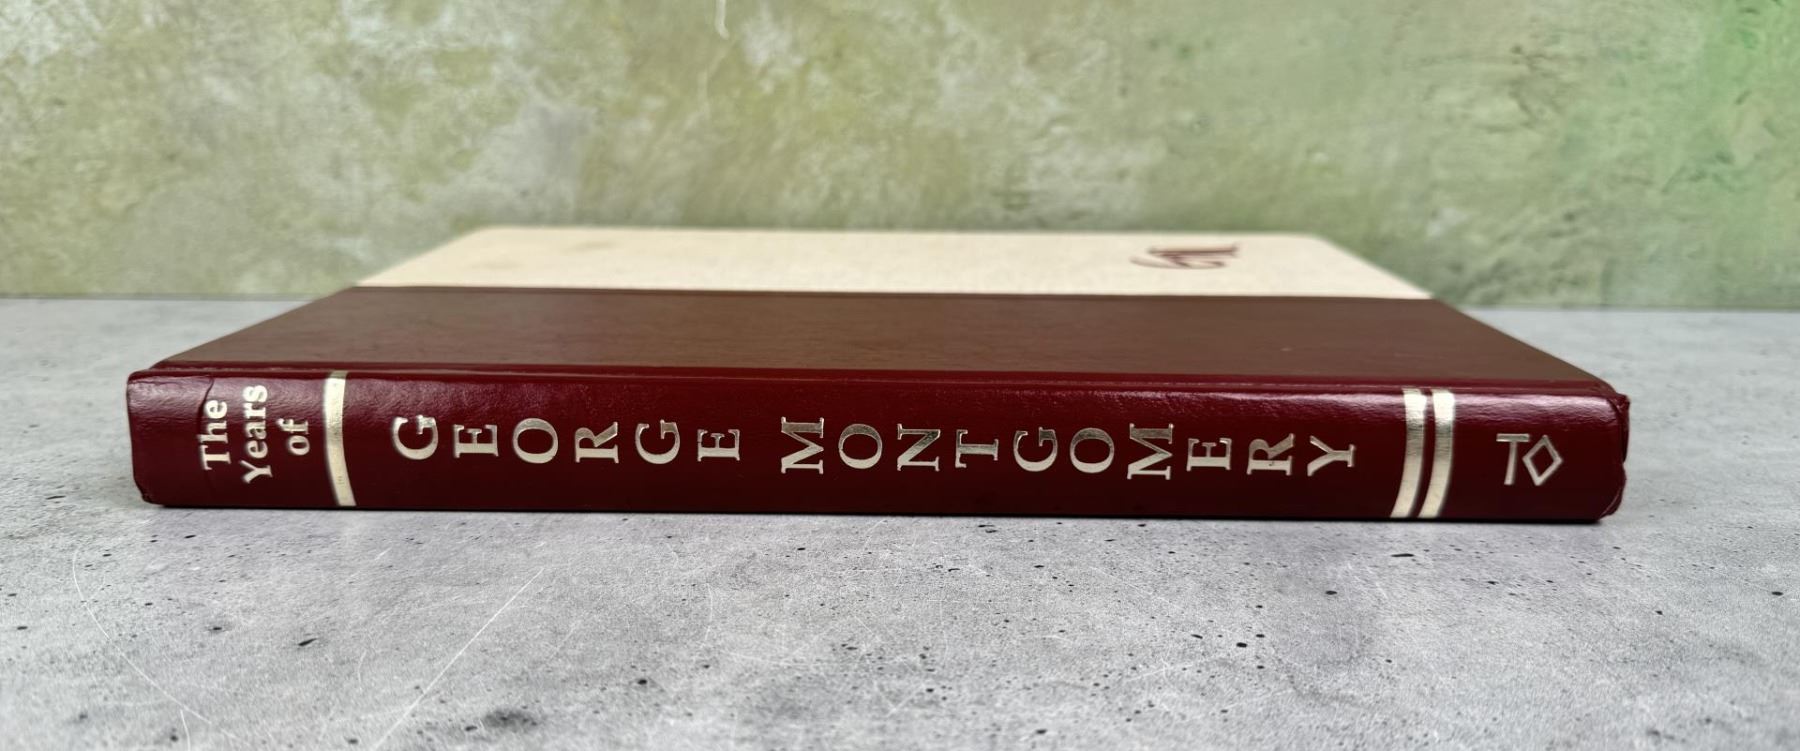 The
Years
of
GEORGE MONTGOMERY